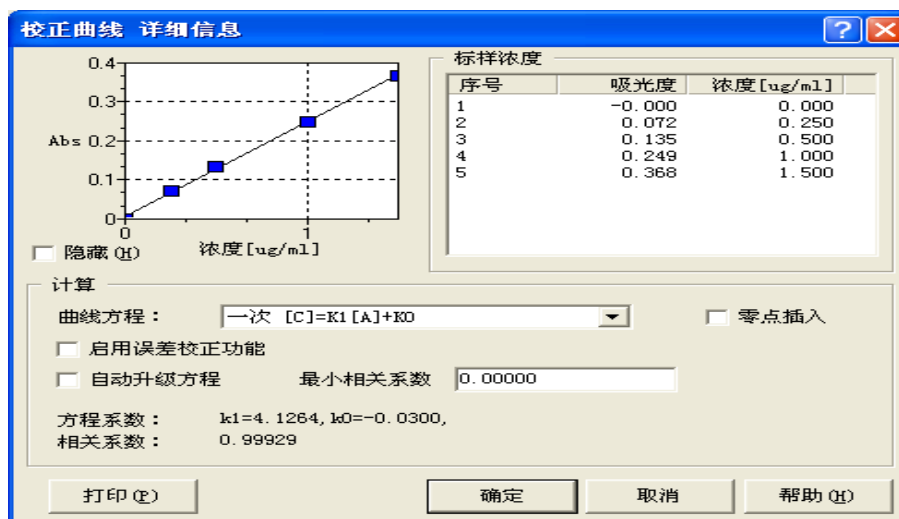 校正曲线 详细信息
标样浓度
序号 吸光度 浓度[ug/ml]
1 -0.000 0.000
2 0.072 0.250
3 0.135 0.500
4 0.249 1.000
5 0.368 1.500
0.4
0.3
Abs 0.2
0.1
0
0 1
浓度[ug/ml]
隐藏(H)
计算
曲线方程： 一次 [C]=K1[A]+K0 零点插入
启用误差校正功能
自动升级方程 最小相关系数 0.00000
方程系数： k1=4.1264,k0=-0.0300,
相关系数： 0.99929
打印(P) 确定 取消 帮助(H)